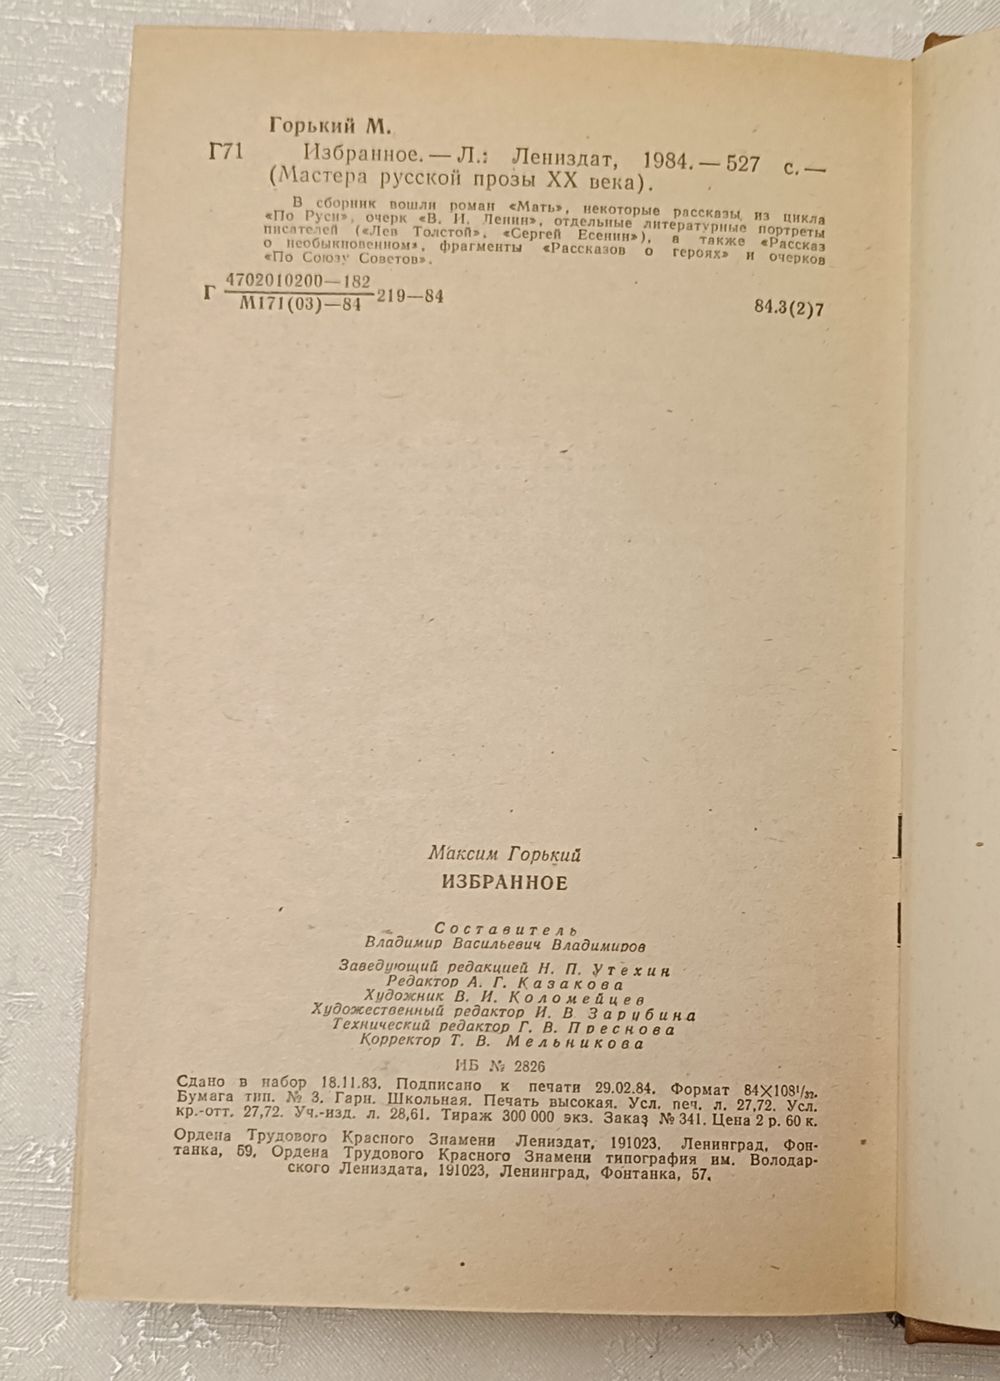 Горький М.
Г71 Избранное. — Л.: Лениздат, 1984. — 527 с. —
(Мастера русской прозы XX века).
В сборник вошли роман «Мать», некоторые рассказы из цикла
«По Руси», очерк «В. И. Ленин», отдельные литературные портреты
писателей («Лев Толстой», «Сергей Есенин»), а также «Рассказ
о необыкновенном», фрагменты «Рассказов о героях» и очерков
«По Союзу Советов».
Г 4702010200—182
М171(03)—84 219—84
84.3(2)7
Максим Горький
ИЗБРАННОЕ
Составитель
Владимир Васильевич Владимиров
Заведующий редакцией Н. П. Утехин
Редактор А. Г. Казакова
Художник В. И. Коломейцев
Художественный редактор И. В. Зарубина
Технический редактор Г. В. Преснова
Корректор Т. В. Мельникова
ИБ № 2826
Сдано в набор 18.11.83. Подписано к печати 29.02.84. Формат 84×108¹/₃₂.
Бумага тип. № 3. Гарн. Школьная. Печать высокая. Усл. печ. л. 27,72. Усл.
кр.-отт. 27,72. Уч.-изд. л. 28,61. Тираж 300 000 экз. Заказ № 341. Цена 2 р. 60 к.
Ордена Трудового Красного Знамени Лениздат, 191023, Ленинград, Фон-
танка, 59. Ордена Трудового Красного Знамени типография им. Володар-
ского Лениздата, 191023, Ленинград, Фонтанка, 57.